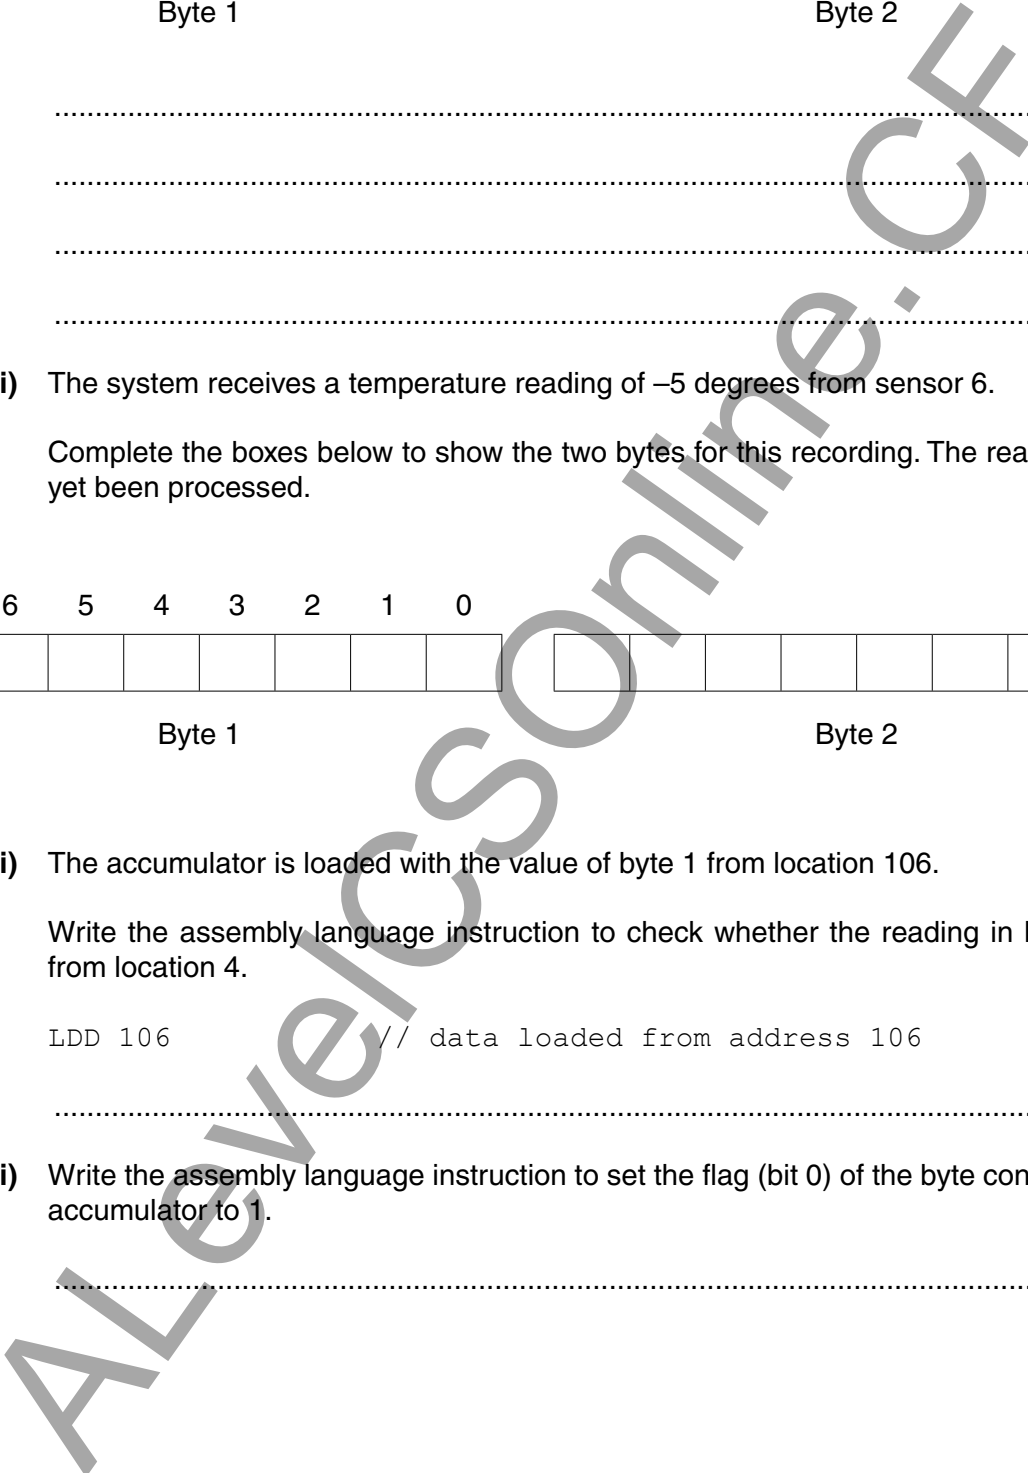 Byte 1 Byte 2
i) The system receives a temperature reading of –5 degrees from sensor 6.
Complete the boxes below to show the two bytes for this recording. The rea
yet been processed.
6 5 4 3 2 1 0
Byte 1 Byte 2
i) The accumulator is loaded with the value of byte 1 from location 106.
Write the assembly language instruction to check whether the reading in
from location 4.
LDD 106 // data loaded from address 106
i) Write the assembly language instruction to set the flag (bit 0) of the byte con
accumulator to 1.
ALevelCSOnline.CF